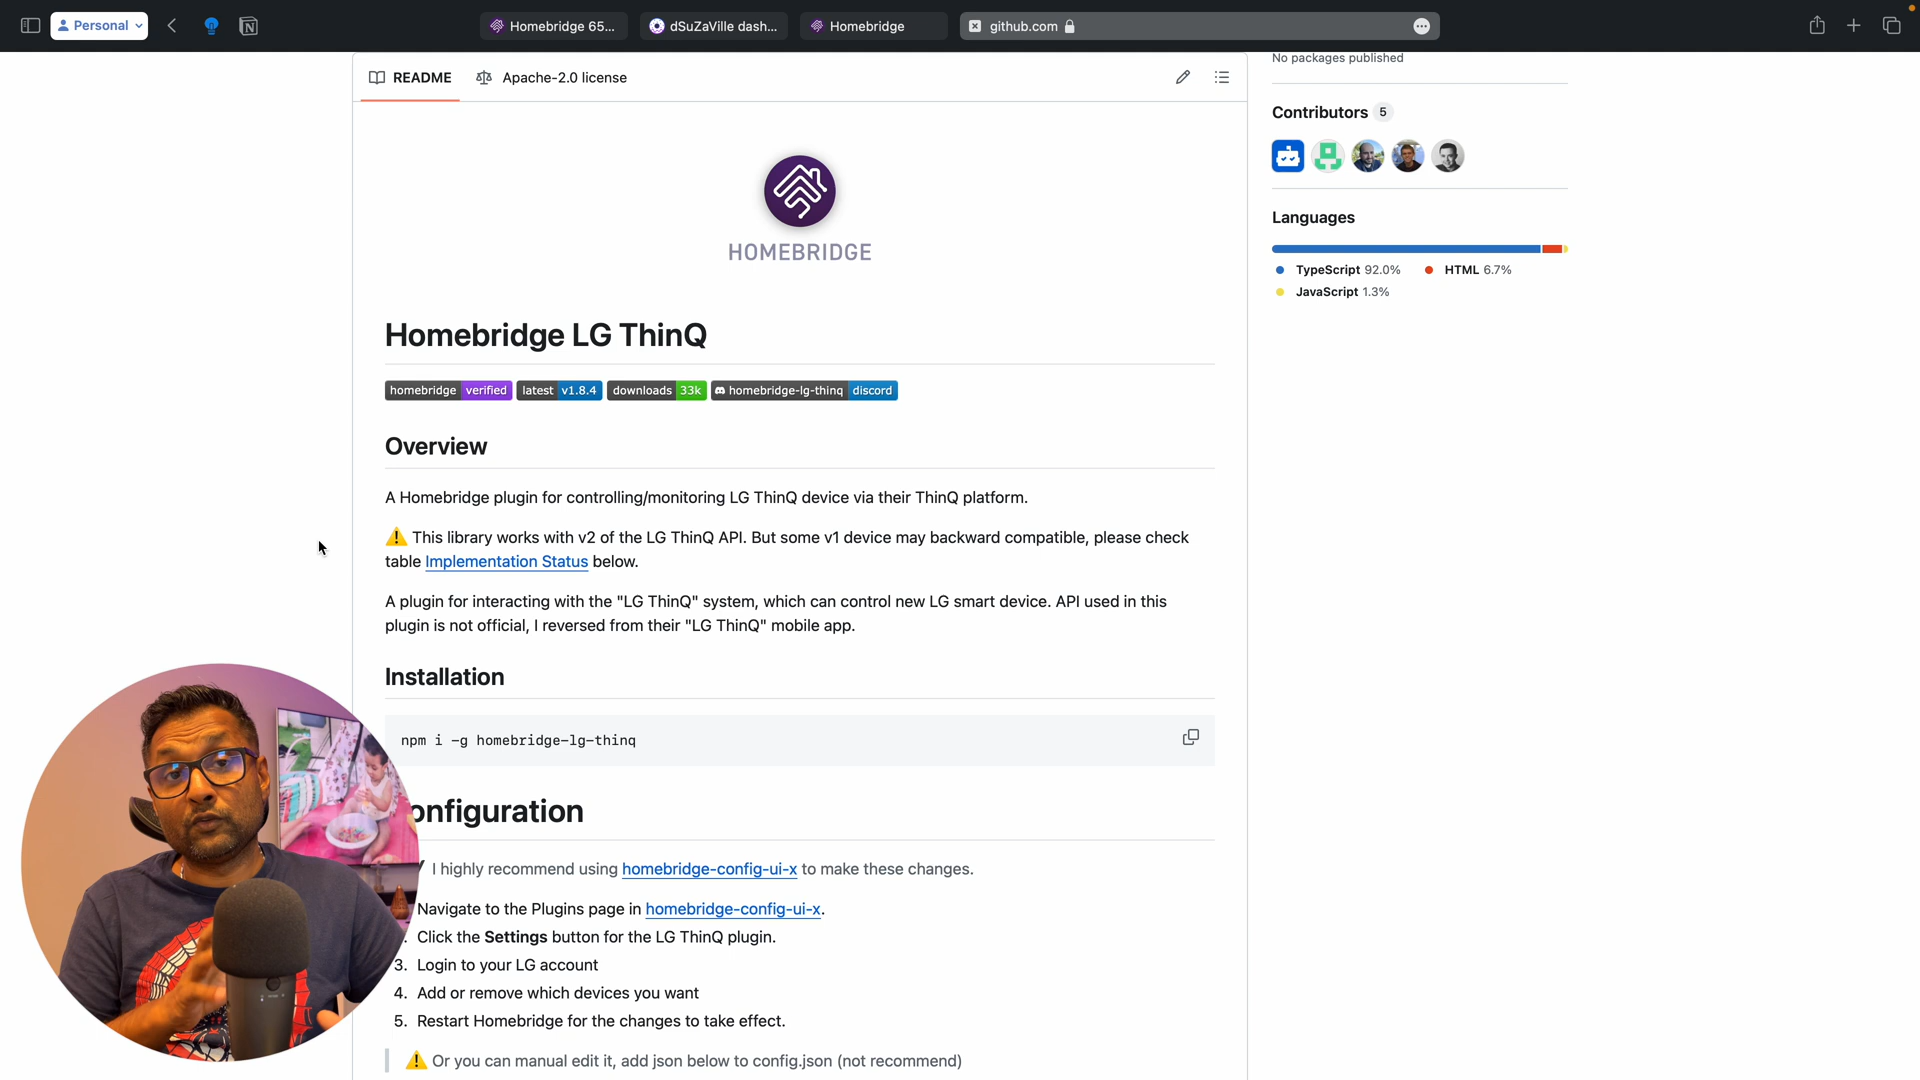 Personal
Homebridge 65...
dSuZaVille dash...
Homebridge
github.com
README
Apache-2.0 license
No packages published
Contributors 5
HOMEBRIDGE
Languages
TypeScript 92.0%
HTML 6.7%
JavaScript 1.3%
Homebridge LG ThinQ
homebridge verified
latest v1.8.4
downloads 33k
homebridge-lg-thinq discord
Overview
A Homebridge plugin for controlling/monitoring LG ThinQ device via their ThinQ platform.
This library works with v2 of the LG ThinQ API. But some v1 device may backward compatible, please check
table Implementation Status below.
A plugin for interacting with the "LG ThinQ" system, which can control new LG smart device. API used in this
plugin is not official, I reversed from their "LG ThinQ" mobile app.
Installation
npm i -g homebridge-lg-thinq
onfiguration
I highly recommend using homebridge-config-ui-x to make these changes.
Navigate to the Plugins page in homebridge-config-ui-x.
Click the Settings button for the LG ThinQ plugin.
3. Login to your LG account
4. Add or remove which devices you want
5. Restart Homebridge for the changes to take effect.
Or you can manual edit it, add json below to config.json (not recommend)